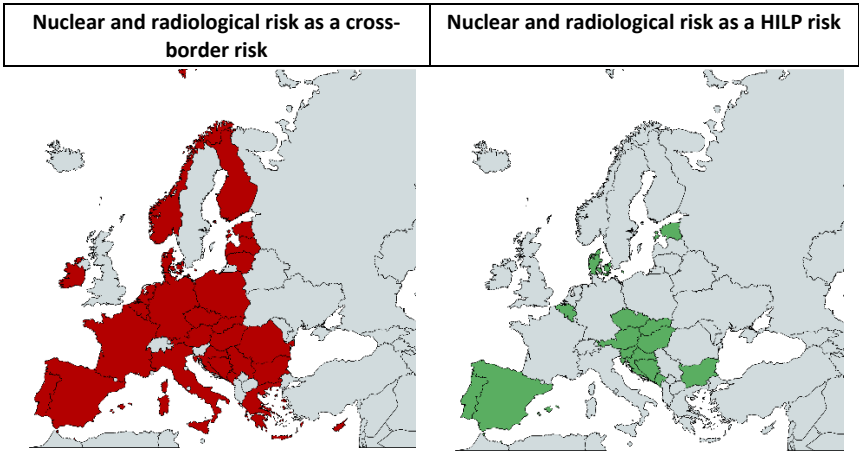 Nuclear and radiological risk as a cross-
border risk
Nuclear and radiological risk as a HILP risk